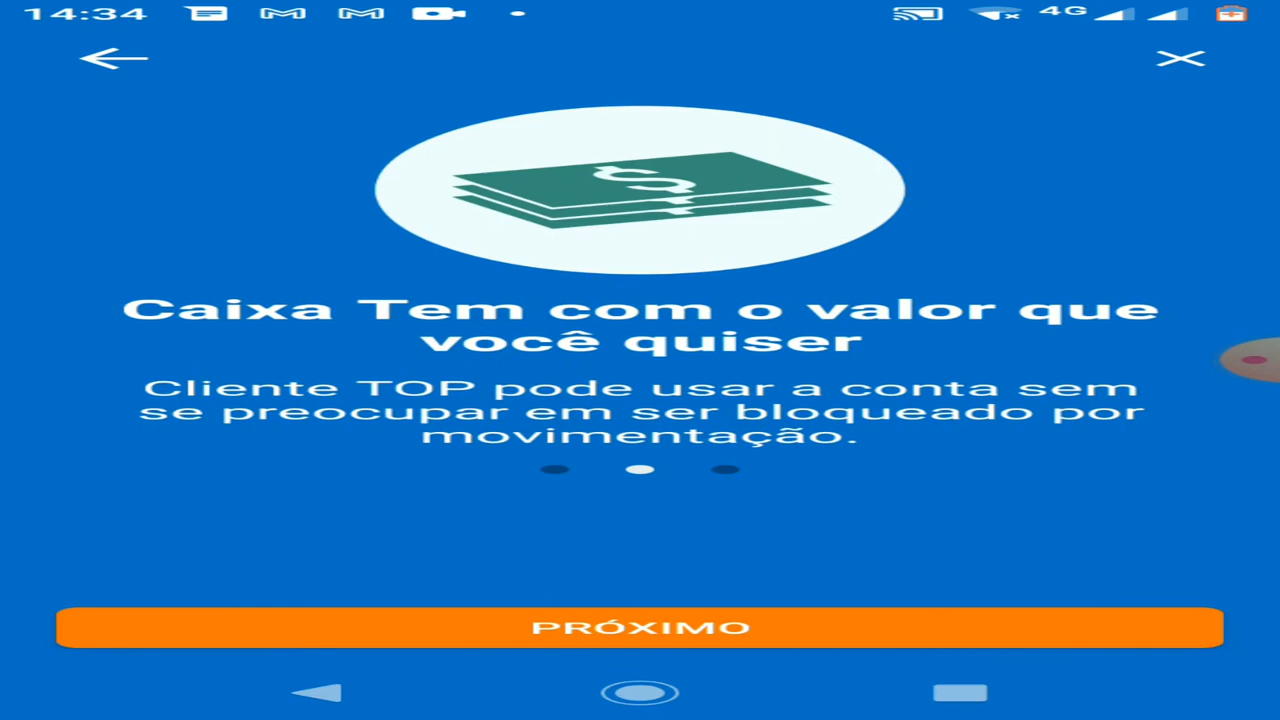 14:34
4G
Caixa Tem com o valor que
você quiser
Cliente TOP pode usar a conta sem
se preocupar em ser bloqueado por
movimentação.
PRÓXIMO